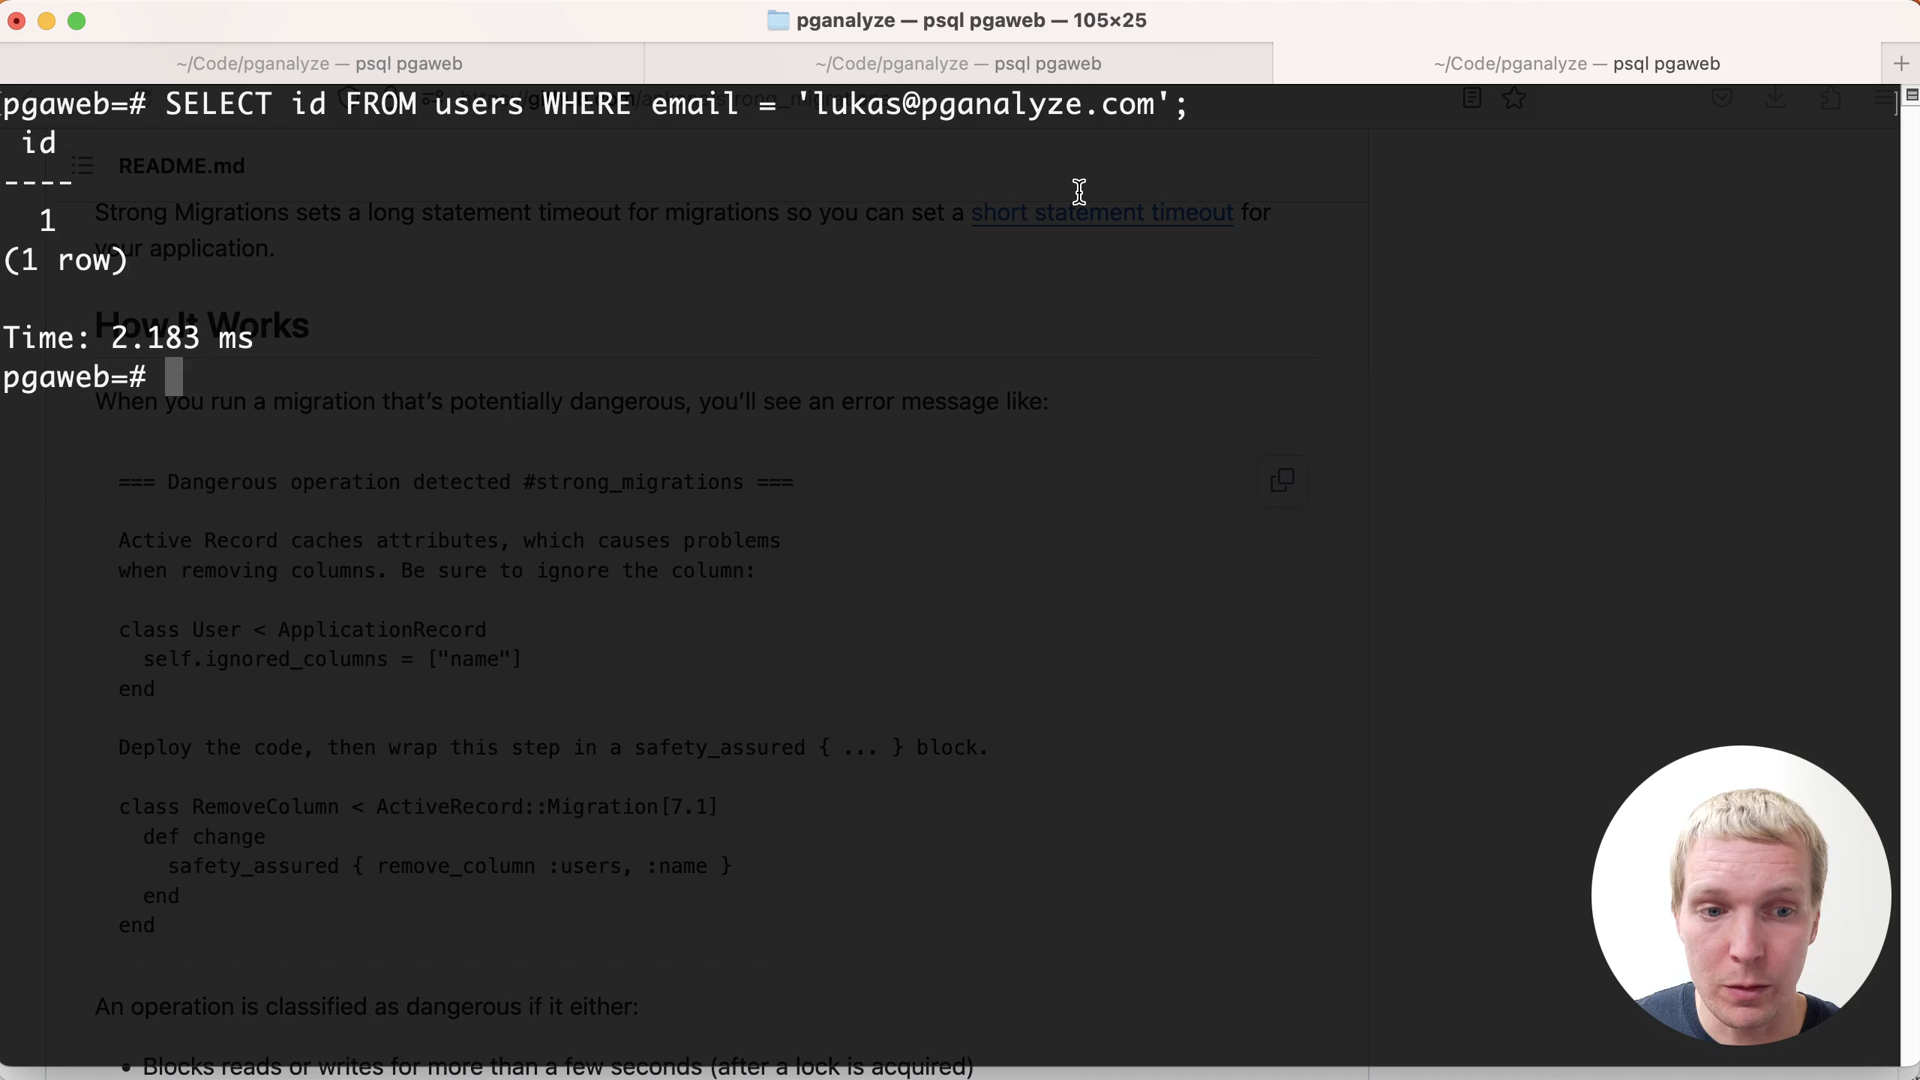 pganalyze — psql pgaweb — 105×25
~/Code/pganalyze — psql pgaweb
~/Code/pganalyze — psql pgaweb
~/Code/pganalyze — psql pgaweb
pgaweb=# SELECT id FROM users WHERE email = 'lukas@pganalyze.com';
id
----
1
(1 row)
Time: 2.183 ms
pgaweb=#
README.md
Strong Migrations sets a long statement timeout for migrations so you can set a short statement timeout for
your application.
How It Works
When you run a migration that’s potentially dangerous, you’ll see an error message like:
=== Dangerous operation detected #strong_migrations ===
Active Record caches attributes, which causes problems
when removing columns. Be sure to ignore the column:
class User < ApplicationRecord
self.ignored_columns = ["name"]
end
Deploy the code, then wrap this step in a safety_assured { ... } block.
class RemoveColumn < ActiveRecord::Migration[7.1]
def change
safety_assured { remove_column :users, :name }
end
end
An operation is classified as dangerous if it either:
• Blocks reads or writes for more than a few seconds (after a lock is acquired)